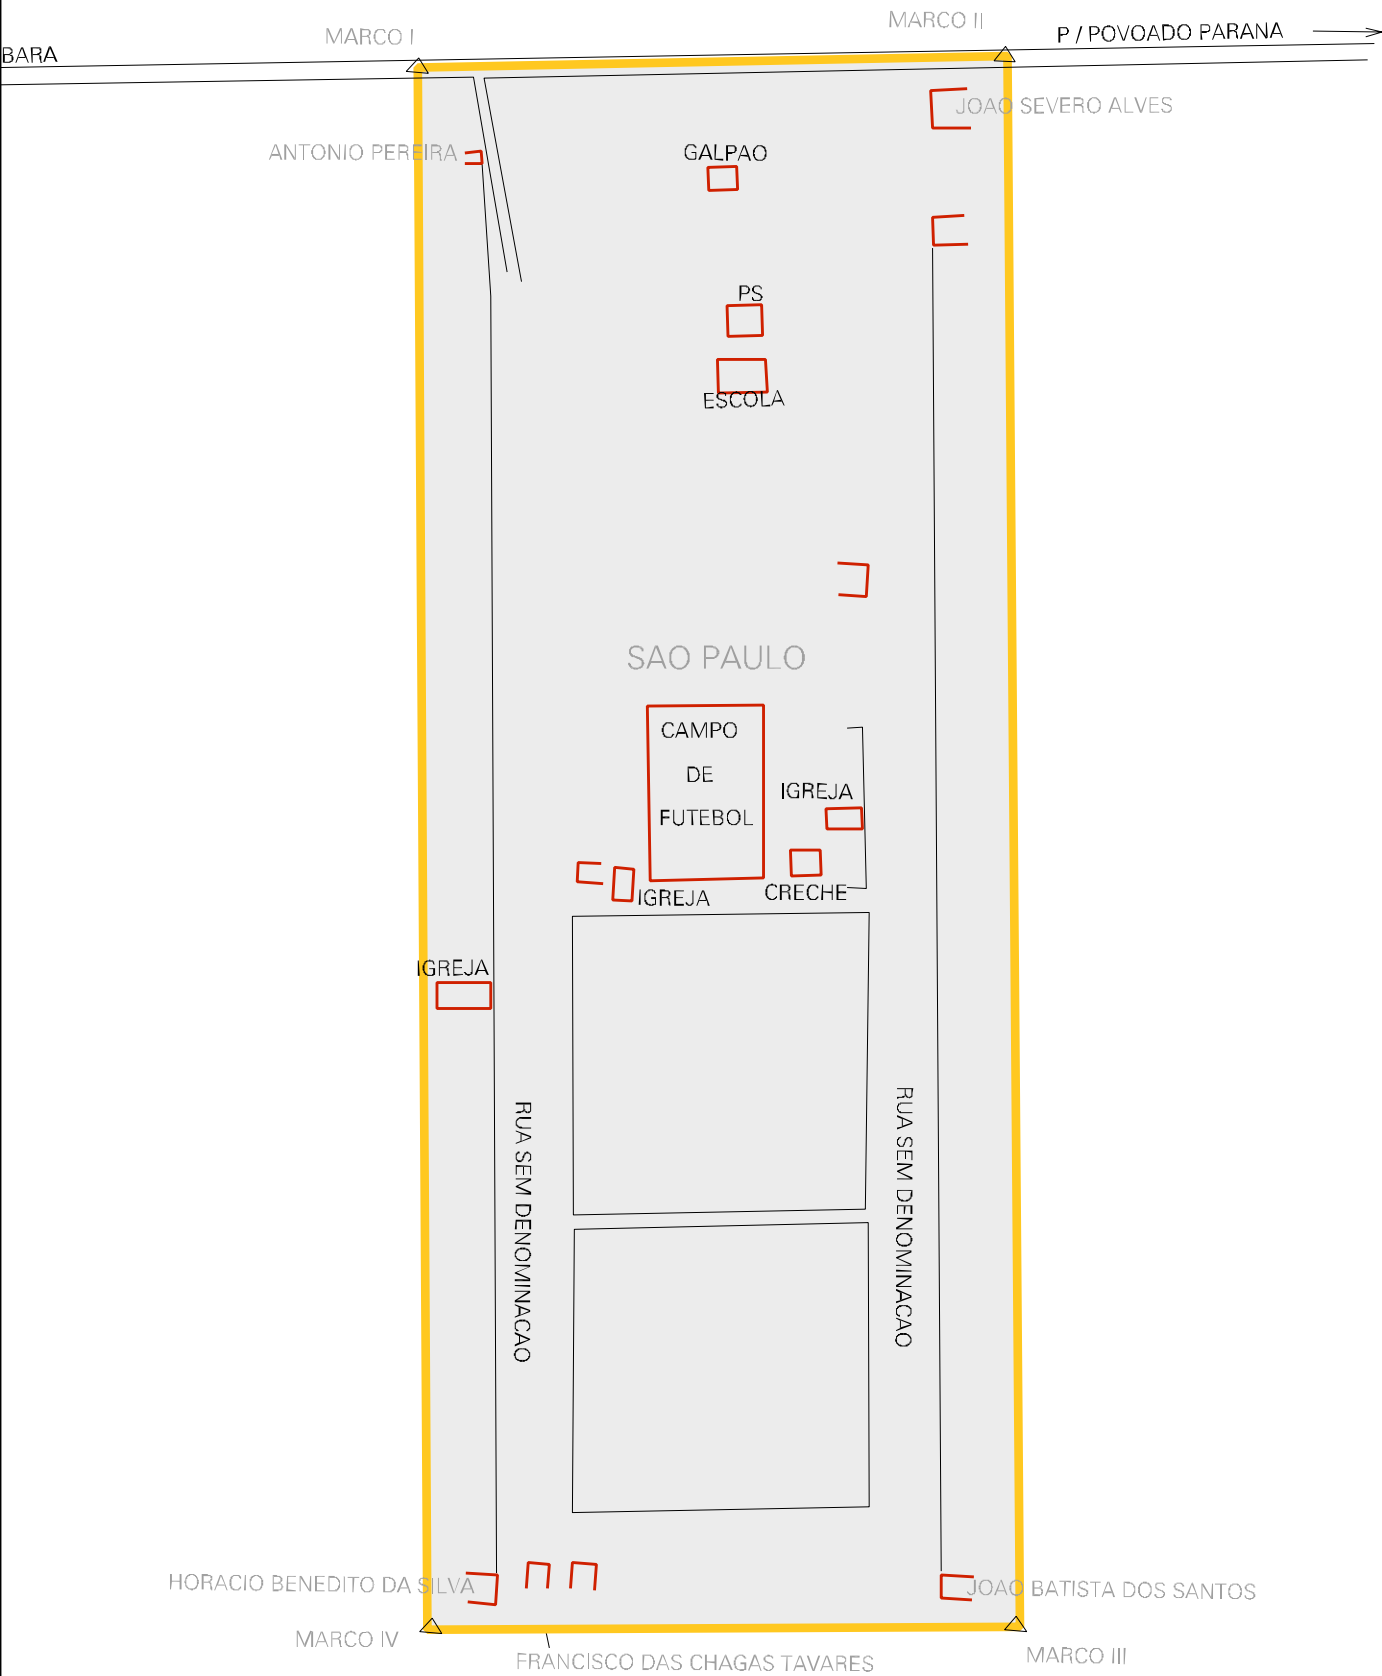 MARCO I
MARCO II
P / POVOADO PARANA
BARA
JOAO SEVERO ALVES
ANTONIO PEREIRA
GALPAO
PS
ESCOLA
SAO PAULO
CAMPO
DE
FUTEBOL
IGREJA
CRECHE
IGREJA
IGREJA
RUA SEM DENOMINACAO
RUA SEM DENOMINACAO
HORACIO BENEDITO DA SILVA
JOAO BATISTA DOS SANTOS
MARCO IV
MARCO III
FRANCISCO DAS CHAGAS TAVARES